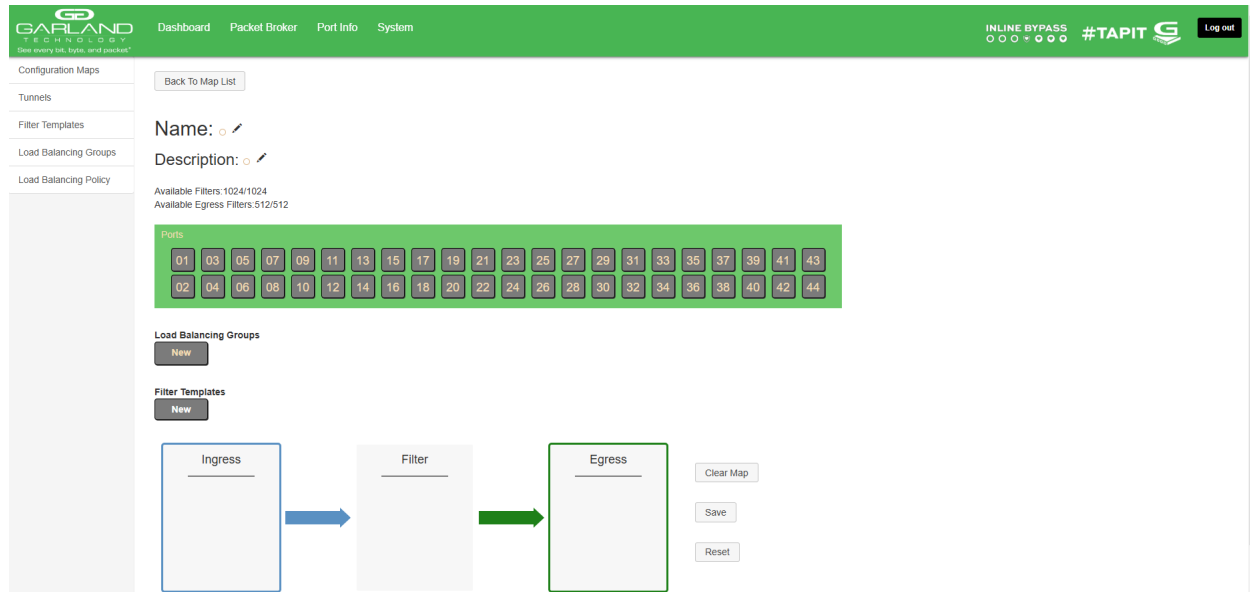 GARLAND
TECHNOLOGY
See every bit, byte, and packet®
Dashboard Packet Broker Port Info System
INLINE BYPASS
#TAPIT
Log out
Configuration Maps
Tunnels
Filter Templates
Load Balancing Groups
Load Balancing Policy
Back To Map List
Name:
Description:
Available Filters:1024/1024
Available Egress Filters:512/512
Ports
01 03 05 07 09 11 13 15 17 19 21 23 25 27 29 31 33 35 37 39 41 43
02 04 06 08 10 12 14 16 18 20 22 24 26 28 30 32 34 36 38 40 42 44
Load Balancing Groups
New
Filter Templates
New
Ingress Filter Egress
Clear Map
Save
Reset